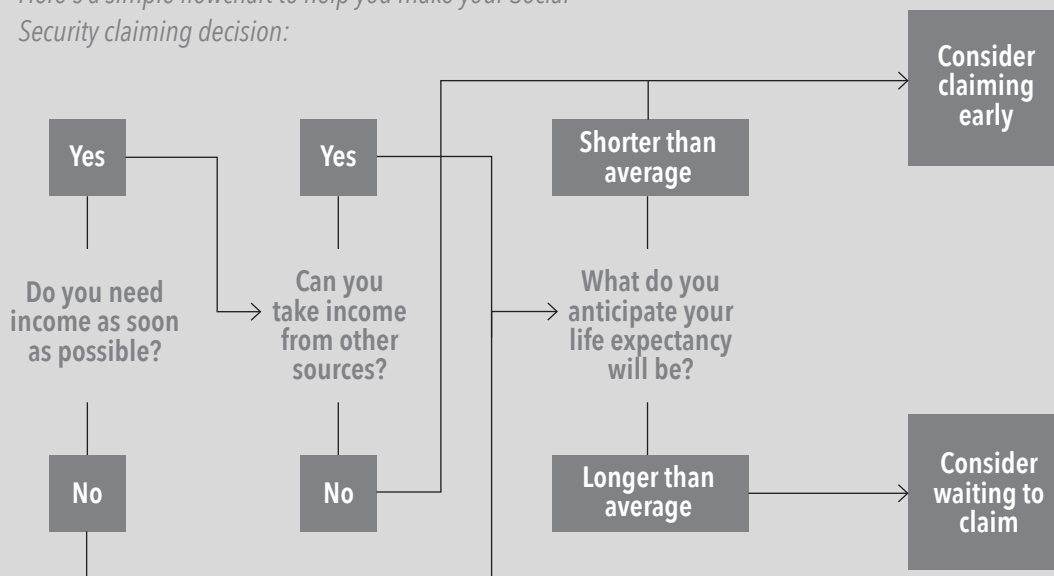 Here's a simple flowchart to help you make your Social
Security claiming decision:
Yes
Do you need
income as soon
as possible?
No
Yes
Can you
take income
from other
sources?
No
Shorter than
average
What do you
anticipate your
life expectancy
will be?
Longer than
average
Consider
claiming
early
Consider
waiting to
claim